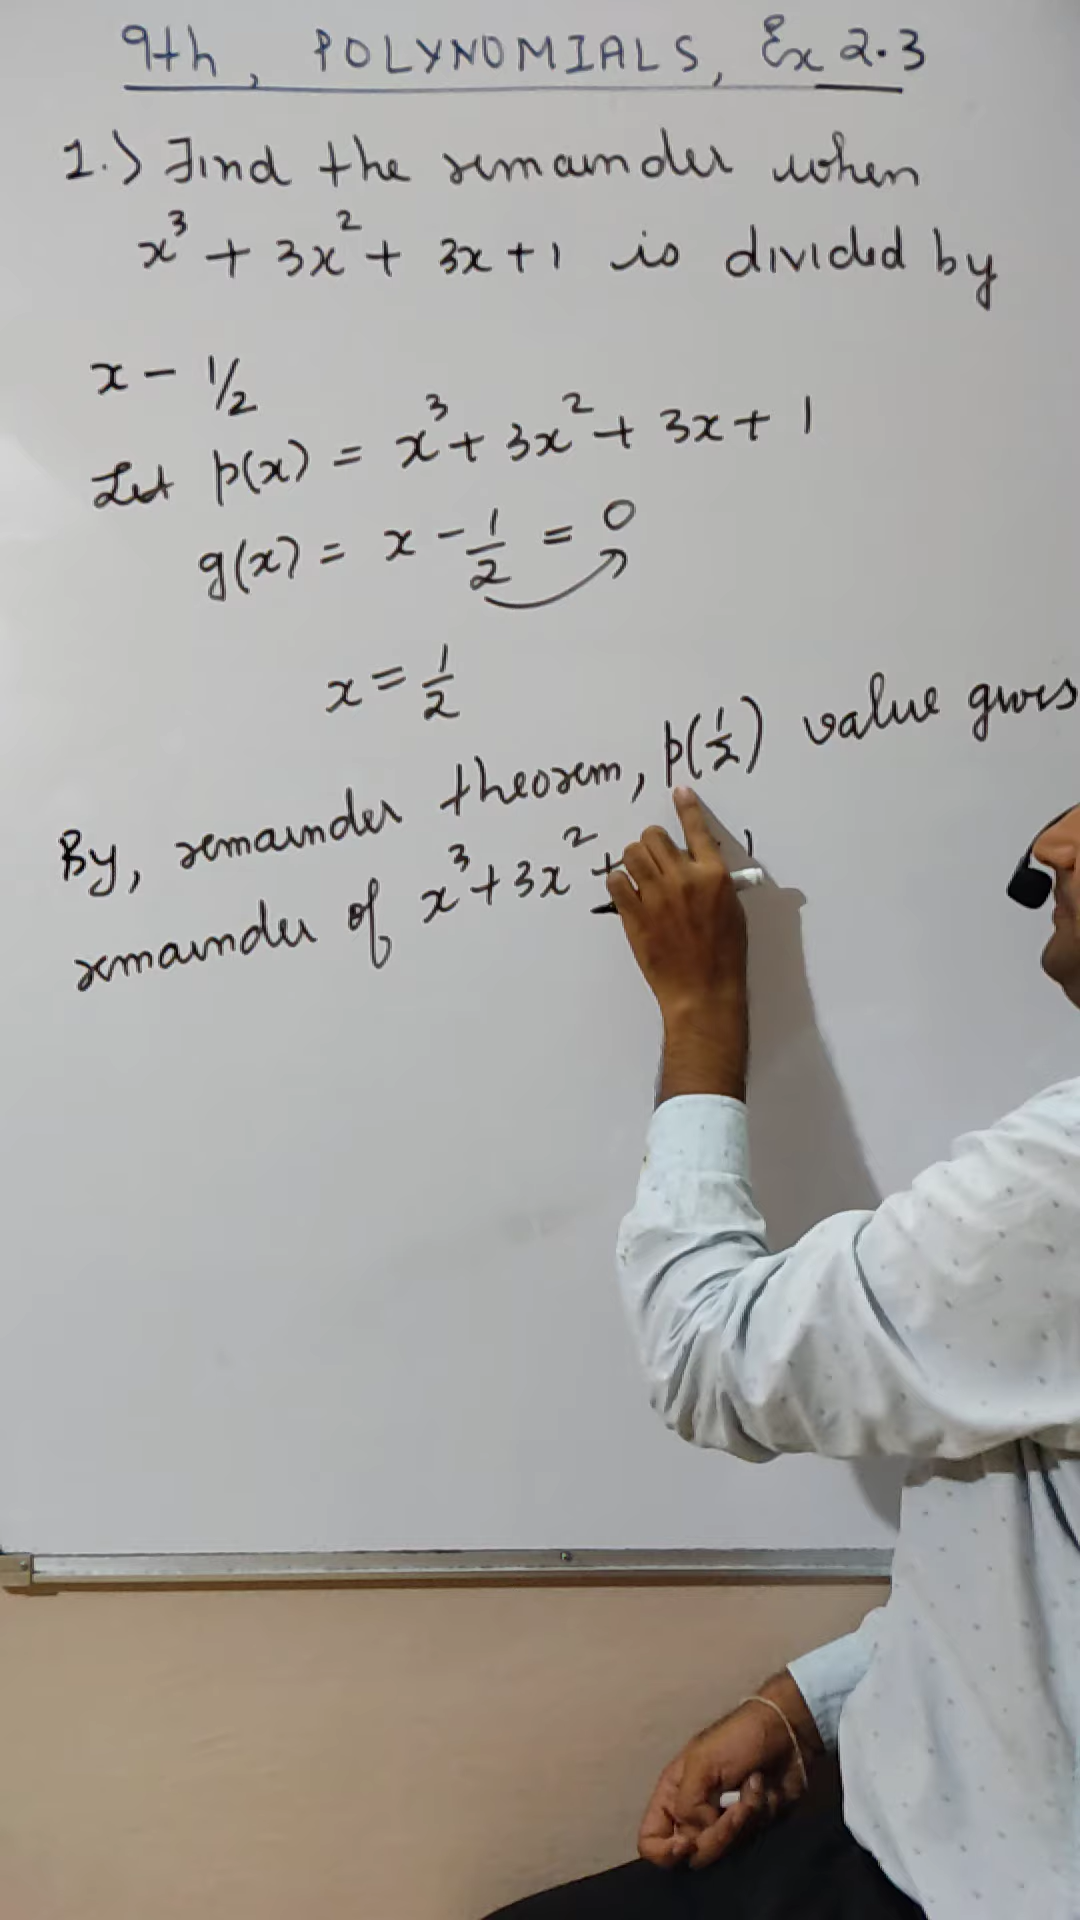 9th, POLYNOMIALS, Ex 2.3
1.) Find the remainder when
x³ + 3x² + 3x + 1 is divided by
x - 1/2
Let p(x) = x³ + 3x² + 3x + 1
g(x) = x - 1/2 = 0
x = 1/2
By, remainder theorem, p(1/2) value gives
remainder of x³ + 3x² + 1